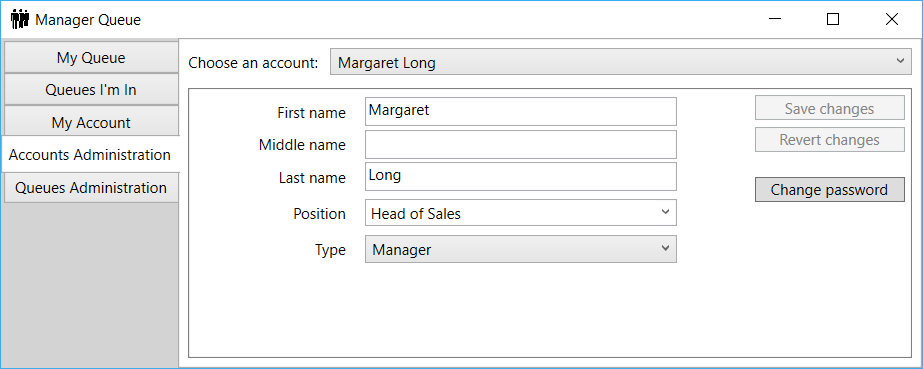 Manager Queue
My Queue
Queues I'm In
My Account
Accounts Administration
Queues Administration
Choose an account: Margaret Long
First name Margaret
Middle name
Last name Long
Position Head of Sales
Type Manager
Save changes
Revert changes
Change password